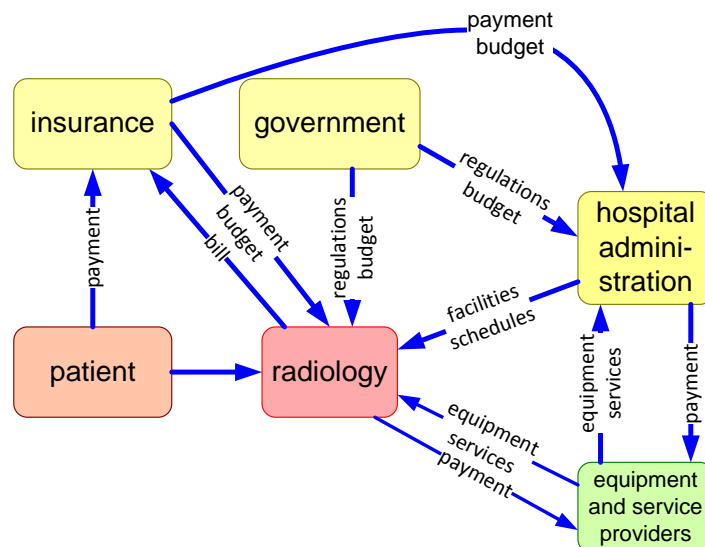 payment
budget
insurance
government
regulations
budget
payment
budget
bill
payment
regulations
budget
hospital
admini-
stration
facilities
schedules
patient
radiology
equipment
services
payment
equipment
services
payment
equipment
and service
providers